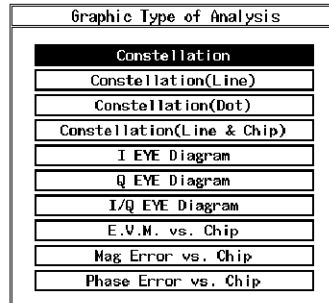 Graphic Type of Analysis
Constellation
Constellation(Line)
Constellation(Dot)
Constellation(Line & Chip)
I EYE Diagram
Q EYE Diagram
I/Q EYE Diagram
E.V.M. vs. Chip
Mag Error vs. Chip
Phase Error vs. Chip